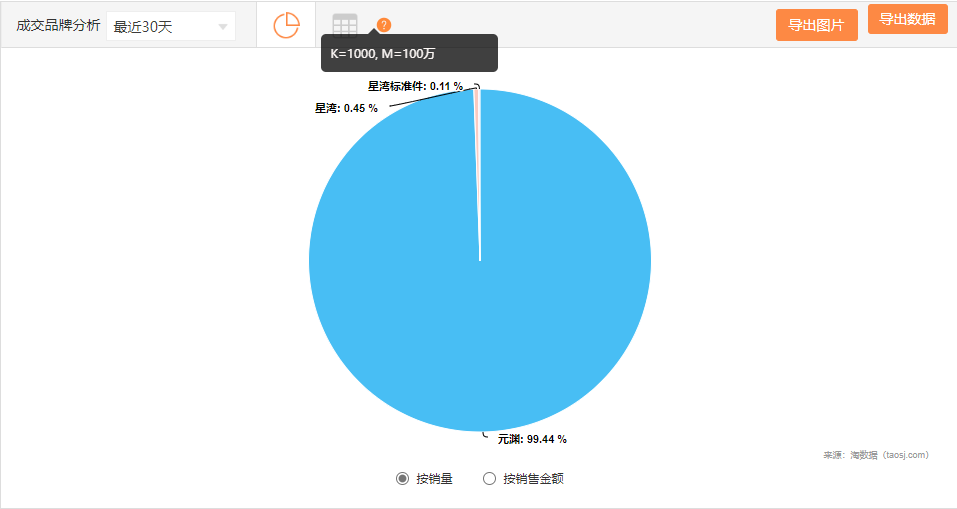 成交品牌分析 最近30天 ? 导出图片 导出数据
K=1000, M=100万
星湾标准件: 0.11 %
星湾: 0.45 %
元渊: 99.44 %
来源：淘数据（taosj.com）
按销量 按销售金额